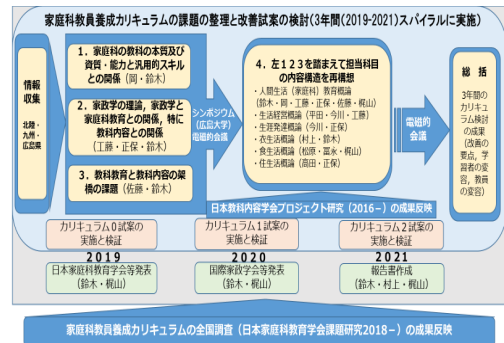 家庭科教員養成カリキュラムの課題の整理と改善試案の検討(3年間(2019-2021)スパイラルに実施)
情報
収集
北陸・
九州・
広島県
1.家庭科の教科の本質及び
資質・能力と汎用的スキル
との関係(岡・鈴木)
2.家政学の理論,家政学と
家庭科教育との関係,特に
教科内容との関係
(工藤・正保・鈴木)
3.教科教育と教科内容の架
橋の課題(佐藤・鈴木)
シンポジウム
(広島大学)
電磁的会議
4.左123を踏まえて担当科目
の内容構造を再構想
・人間生活(家庭科)教育概論
(鈴木・岡・工藤・正保・佐藤・梶山)
・生活経営概論(平田・今川・工藤)
・生涯発達概論(今川・正保)
・衣生活概論(村上・鈴木)
・食生活概論(松原・冨永・梶山)
・住生活概論(高田・正保)
電磁的
会議
総 括
3年間の
カリキュラム検討
の成果
(改善の
要点,学
習者の変
容,教員
の変容)
日本教科内容学会プロジェクト研究(2016-)の成果反映
カリキュラム0試案の
実施と検証
カリキュラム1試案の
実施と検証
カリキュラム2試案の
実施と検証
2019
2020
2021
日本家庭科教育学会等発表
(鈴木・梶山)
国際家政学会等発表
(鈴木・梶山)
報告書作成
(鈴木・村上・梶山)
家庭科教員養成カリキュラムの全国調査(日本家庭科教育学会課題研究2018-)の成果反映